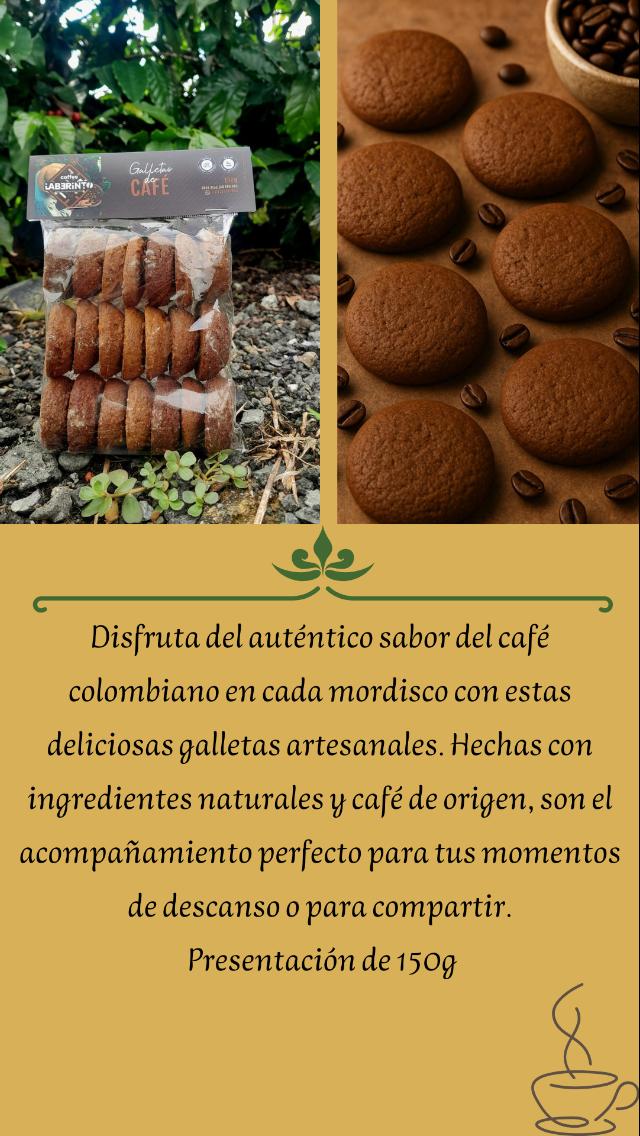 coffee
LAB3RINTO
Galletas
de
CAFÉ
Disfruta del auténtico sabor del café
colombiano en cada mordisco con estas
deliciosas galletas artesanales. Hechas con
ingredientes naturales y café de origen, son el
acompañamiento perfecto para tus momentos
de descanso o para compartir.
Presentación de 150g